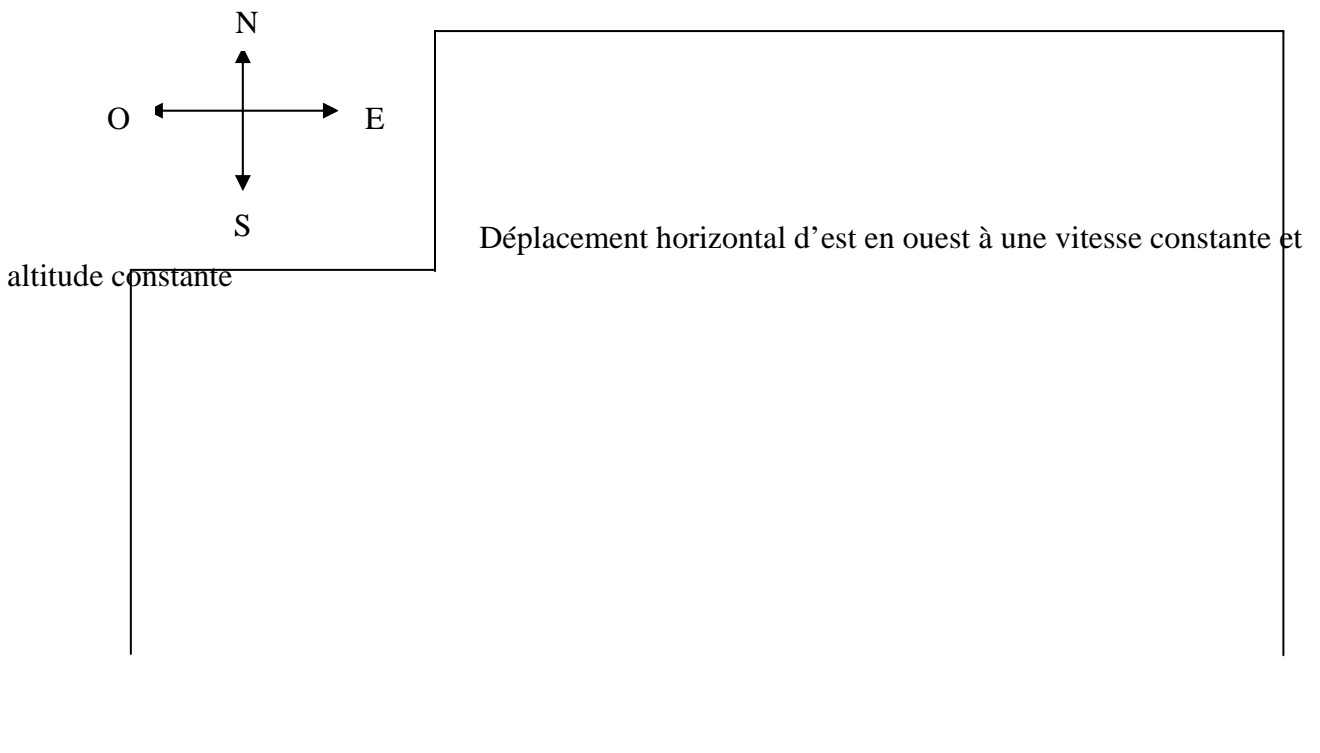 N
O E
S
Déplacement horizontal d’est en ouest à une vitesse constante et
altitude constante